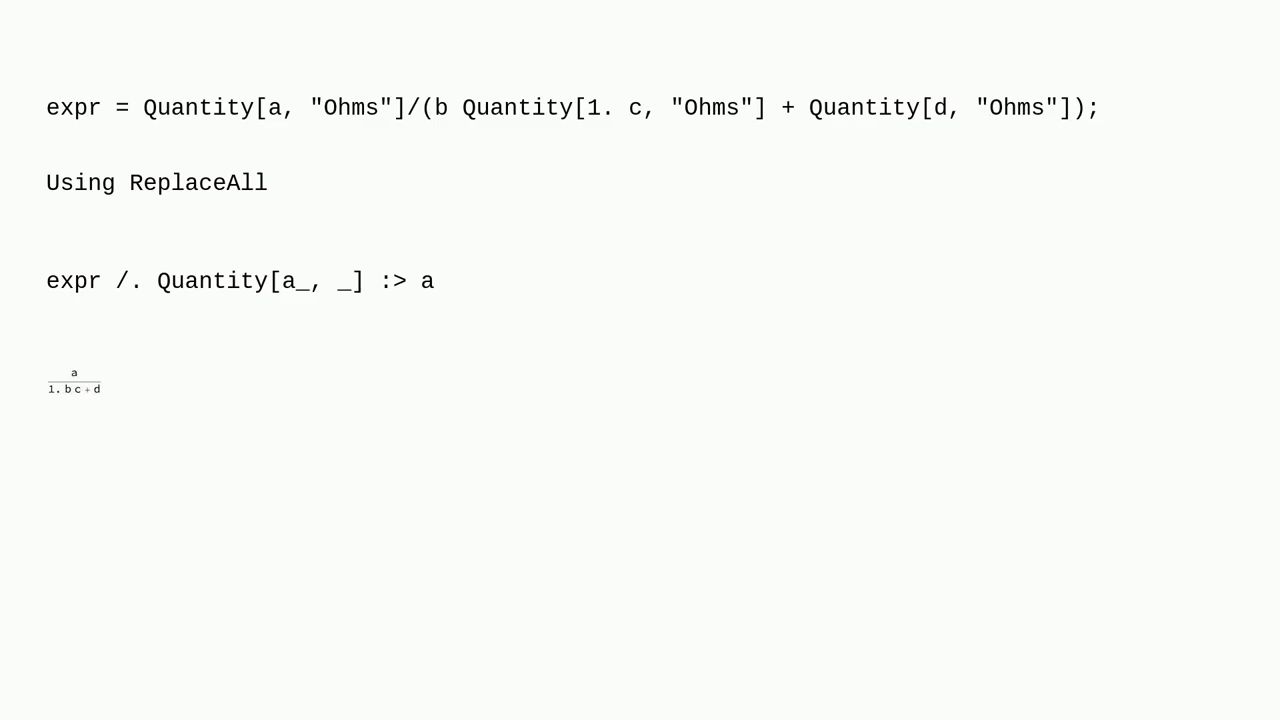 expr = Quantity[a, "Ohms"]/(b Quantity[1. c, "Ohms"] + Quantity[d, "Ohms"]);
Using ReplaceAll
expr /. Quantity[a_, _] :> a
a
1. b c + d